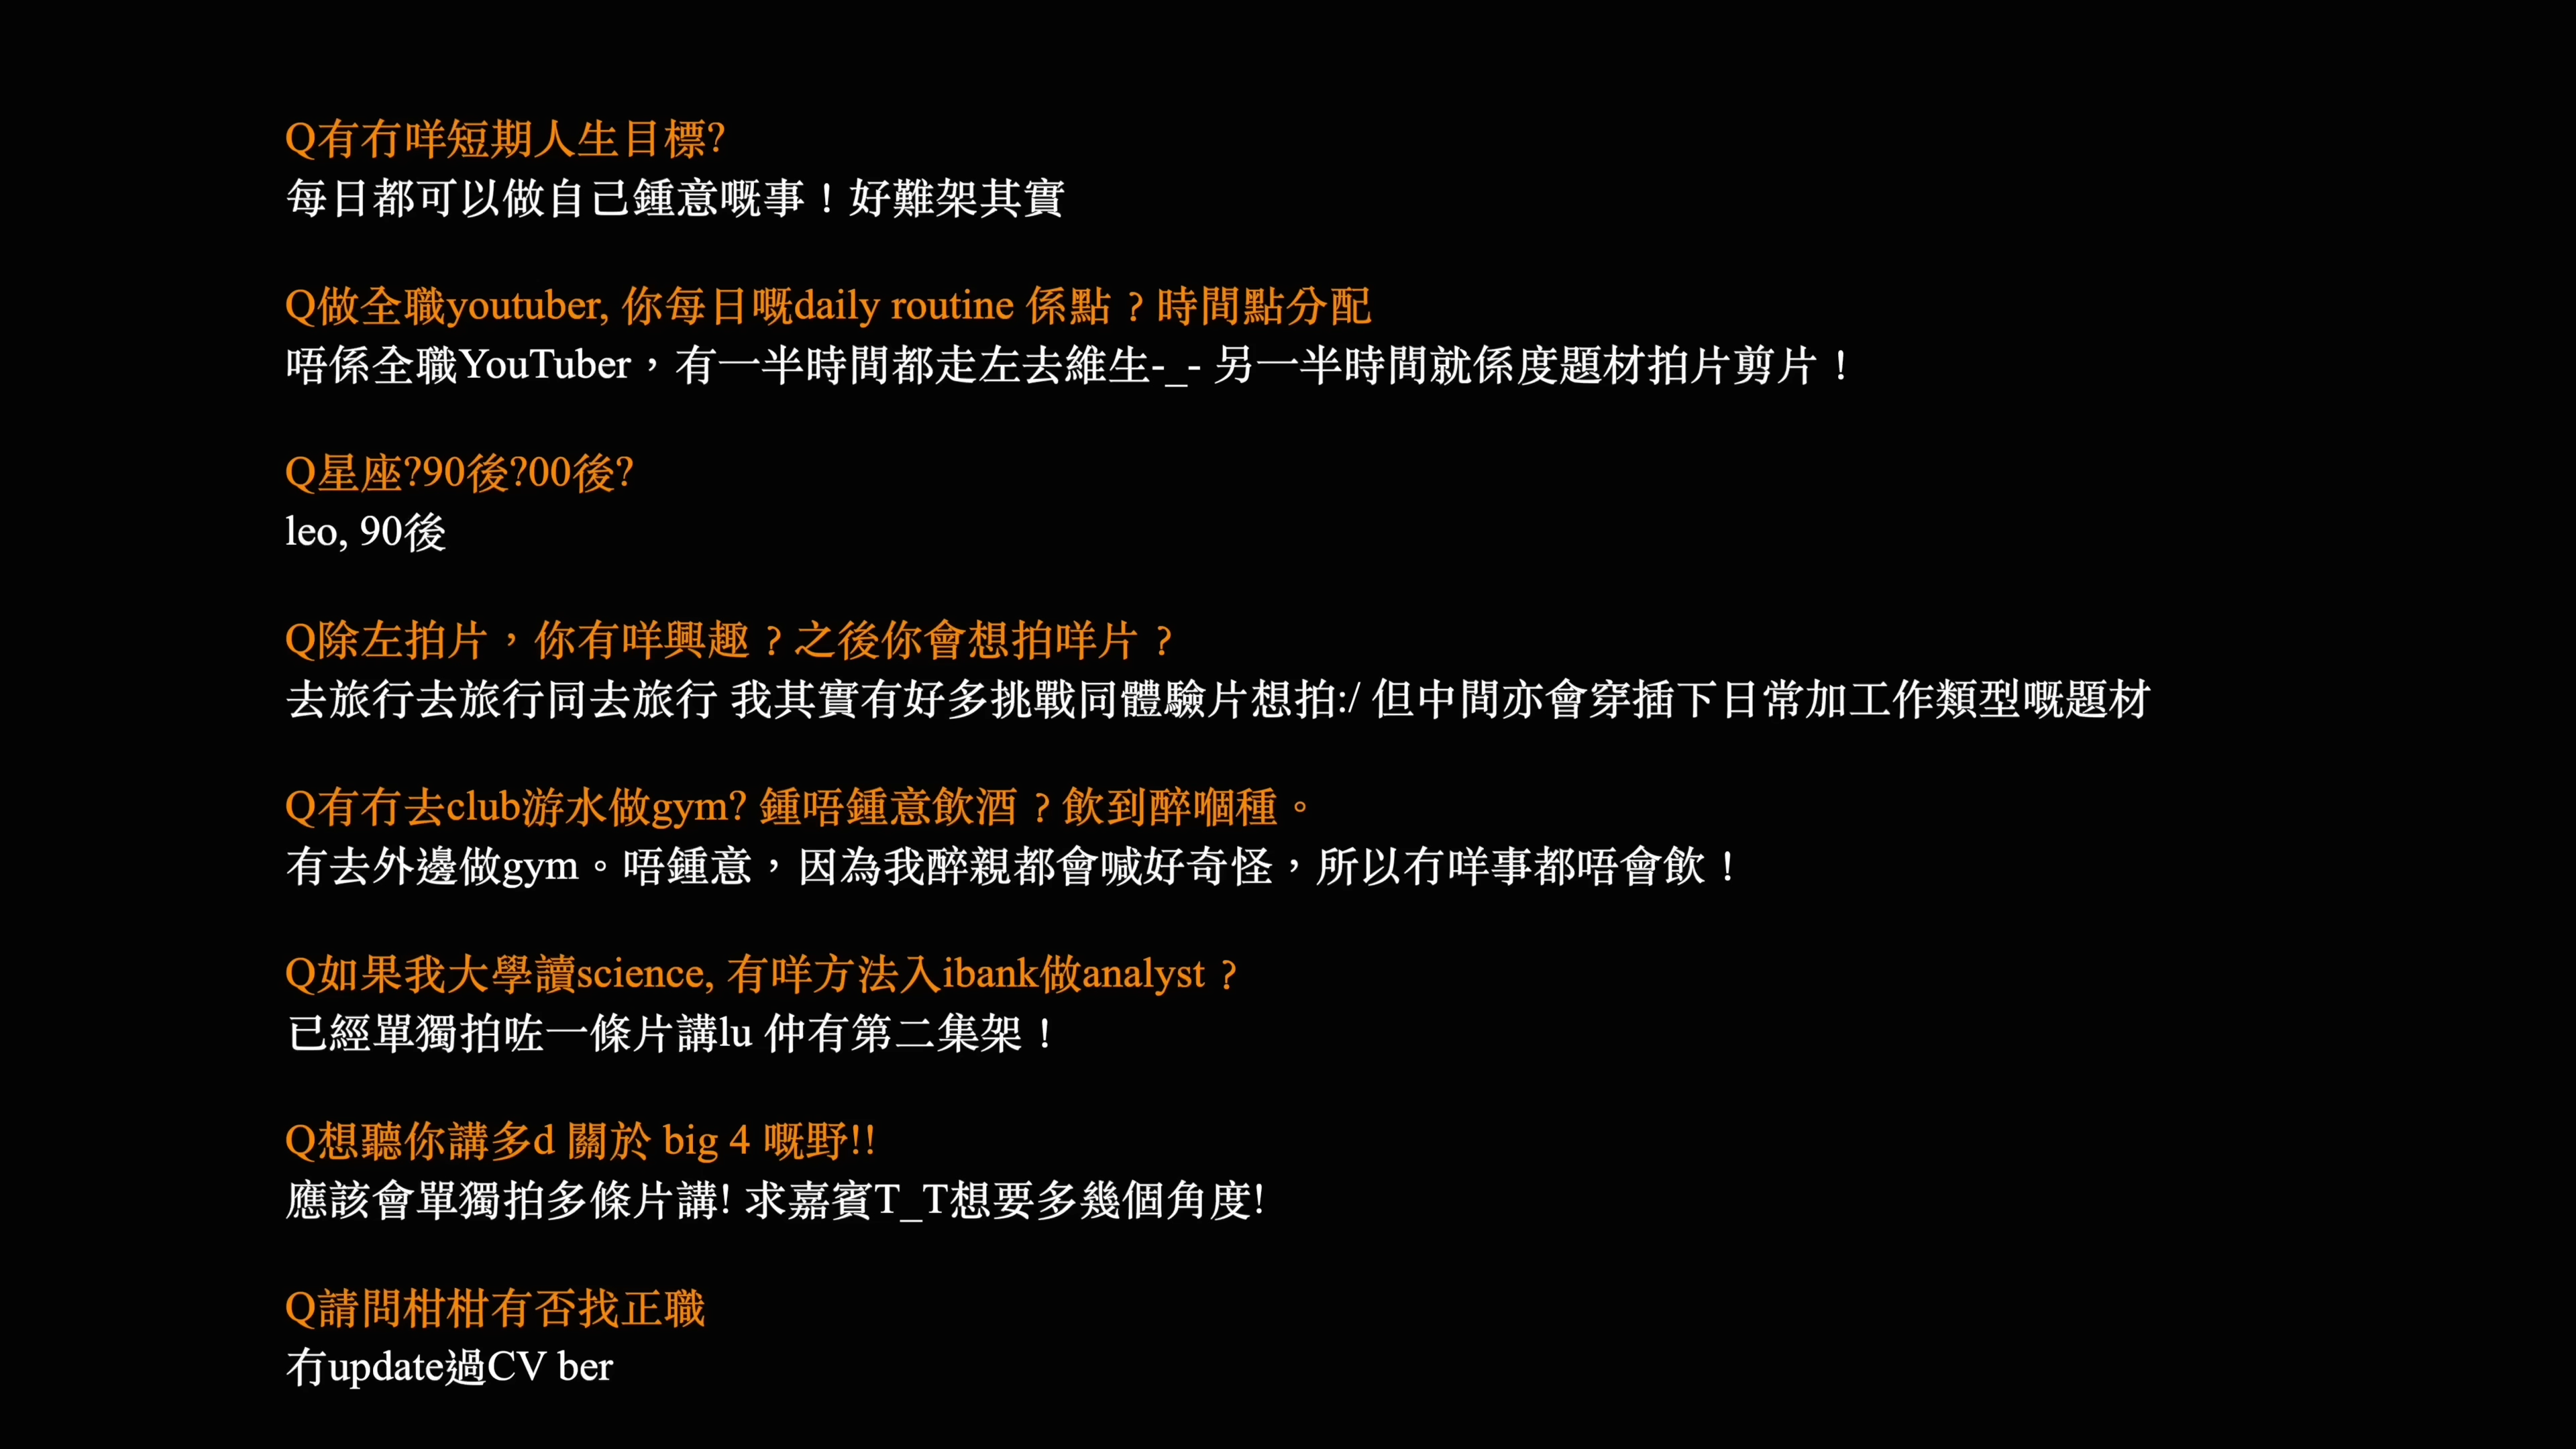 Q有冇咩短期人生目標?
每日都可以做自己鍾意嘅事！好難架其實
Q做全職youtuber, 你每日嘅daily routine 係點？時間點分配
唔係全職YouTuber，有一半時間都走左去維生-_- 另一半時間就係度題材拍片剪片！
Q星座?90後?00後?
leo, 90後
Q除左拍片，你有咩興趣？之後你會想拍咩片？
去旅行去旅行同去旅行 我其實有好多挑戰同體驗片想拍:/ 但中間亦會穿插下日常加工作類型嘅題材
Q有冇去club游水做gym? 鍾唔鍾意飲酒？飲到醉嗰種。
有去外邊做gym。唔鍾意，因為我醉親都會喊好奇怪，所以冇咩事都唔會飲！
Q如果我大學讀science, 有咩方法入ibank做analyst？
已經單獨拍咗一條片講lu 仲有第二集架！
Q想聽你講多d 關於 big 4 嘅野!!
應該會單獨拍多條片講! 求嘉賓T_T想要多幾個角度!
Q請問柑柑有否找正職
冇update過CV ber